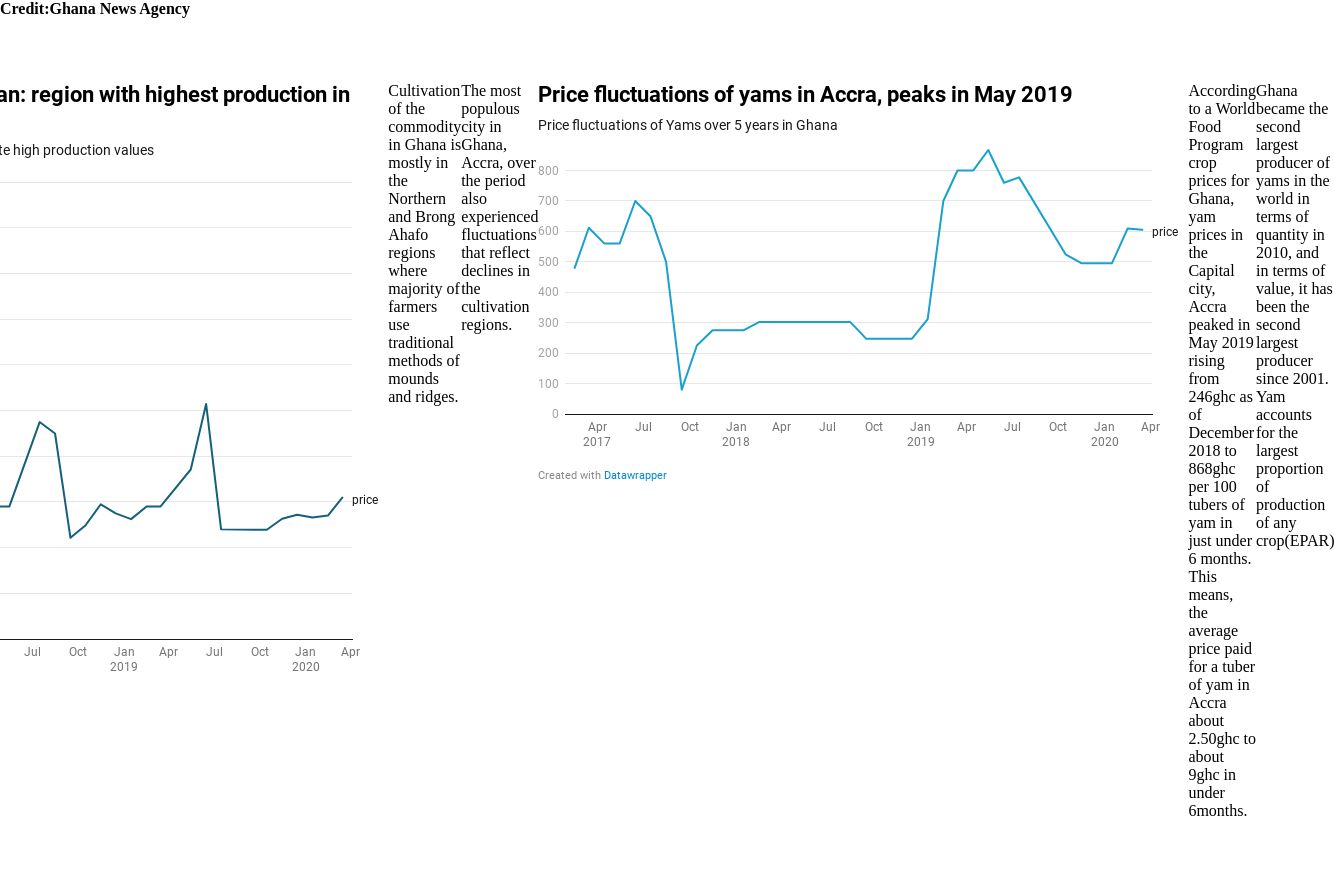 Credit:Ghana News Agency
an: region with highest production in
te high production values
price
Jul Oct Jan Apr Jul Oct Jan Apr
2019 2020
Cultivation
of the
commodity
in Ghana is
mostly in
the
Northern
and Brong
Ahafo
regions
where
majority of
farmers
use
traditional
methods of
mounds
and ridges.
The most
populous
city in
Ghana,
Accra, over
the period
also
experienced
fluctuations
that reflect
declines in
the
cultivation
regions.
Price fluctuations of yams in Accra, peaks in May 2019
Price fluctuations of Yams over 5 years in Ghana
800
700
600
500
400
300
200
100
0
price
Apr Jul Oct Jan Apr Jul Oct Jan Apr Jul Oct Jan Apr
2017 2018 2019 2020
Created with Datawrapper
According
to a World
Food
Program
crop
prices for
Ghana,
yam
prices in
the
Capital
city,
Accra
peaked in
May 2019
rising
from
246ghc as
of
December
2018 to
868ghc
per 100
tubers of
yam in
just under
6 months.
This
means,
the
average
price paid
for a tuber
of yam in
Accra
about
2.50ghc to
about
9ghc in
under
6months.
Ghana
became the
second
largest
producer of
yams in the
world in
terms of
quantity in
2010, and
in terms of
value, it has
been the
second
largest
producer
since 2001.
Yam
accounts
for the
largest
proportion
of
production
of any
crop(EPAR)